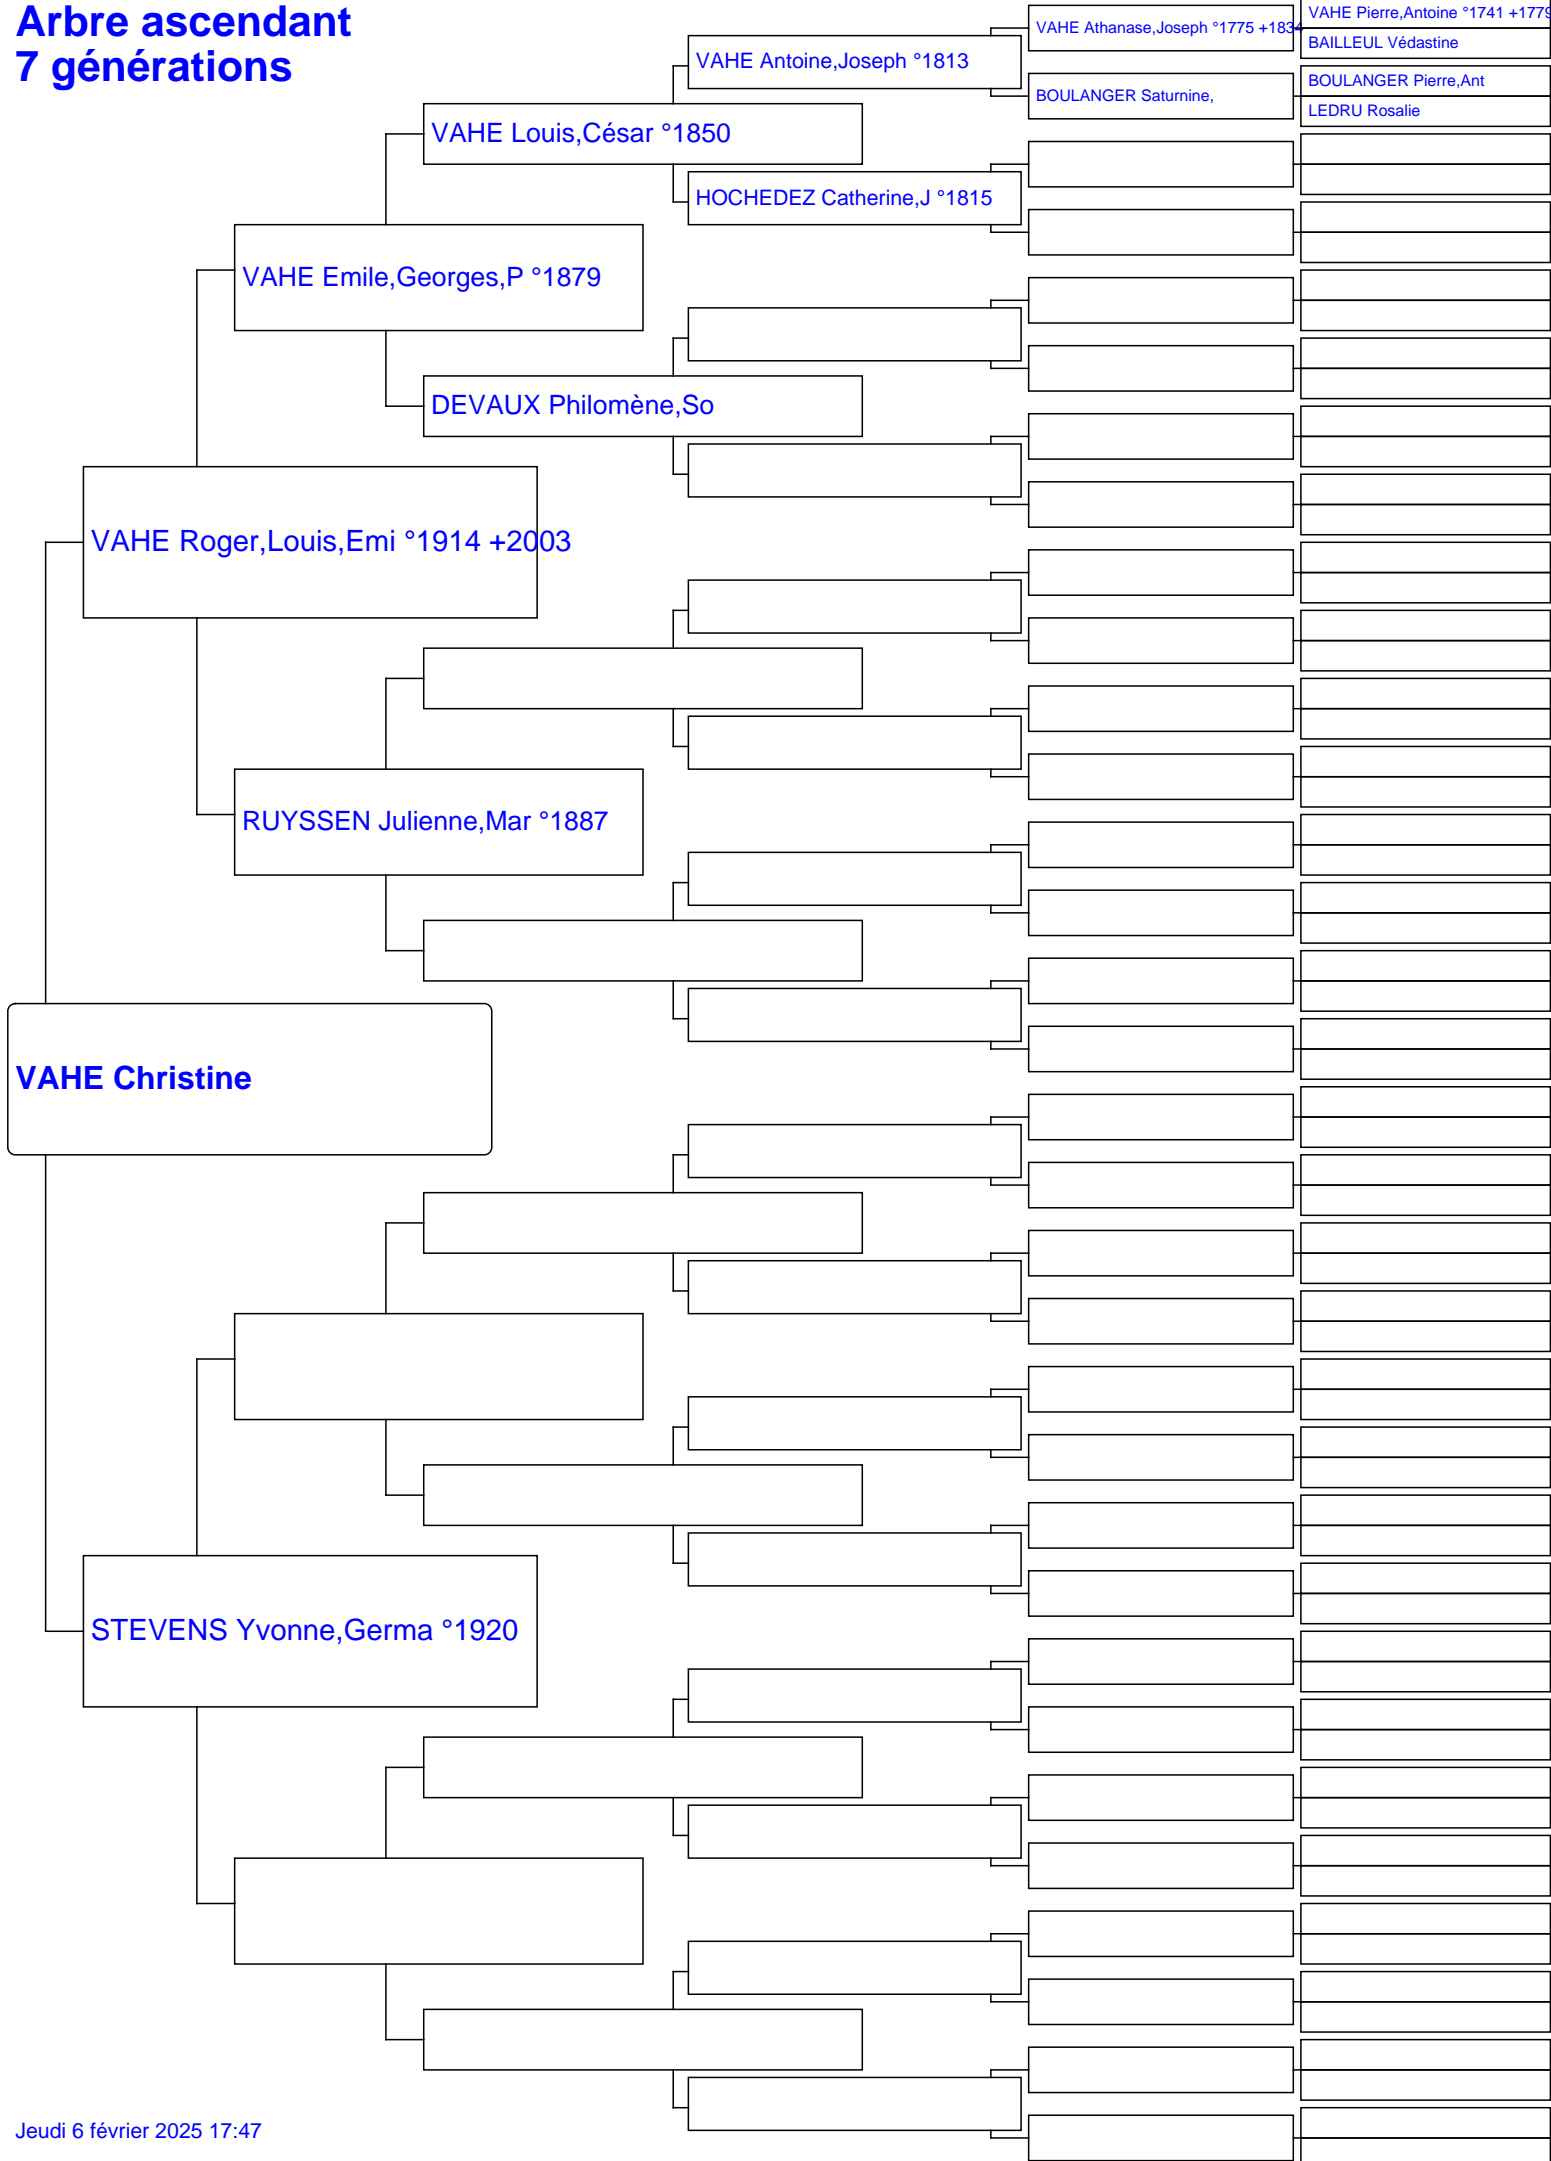 Arbre ascendant
7 générations
VAHE Pierre,Antoine °1741 +1779
VAHE Athanase,Joseph °1775 +1834
BAILLEUL Védastine
VAHE Antoine,Joseph °1813
BOULANGER Pierre,Ant
BOULANGER Saturnine,
LEDRU Rosalie
VAHE Louis,César °1850
HOCHEDEZ Catherine,J °1815
VAHE Emile,Georges,P °1879
DEVAUX Philomène,So
VAHE Roger,Louis,Emi °1914 +2003
RUYSSEN Julienne,Mar °1887
VAHE Christine
STEVENS Yvonne,Germa °1920
Jeudi 6 février 2025 17:47